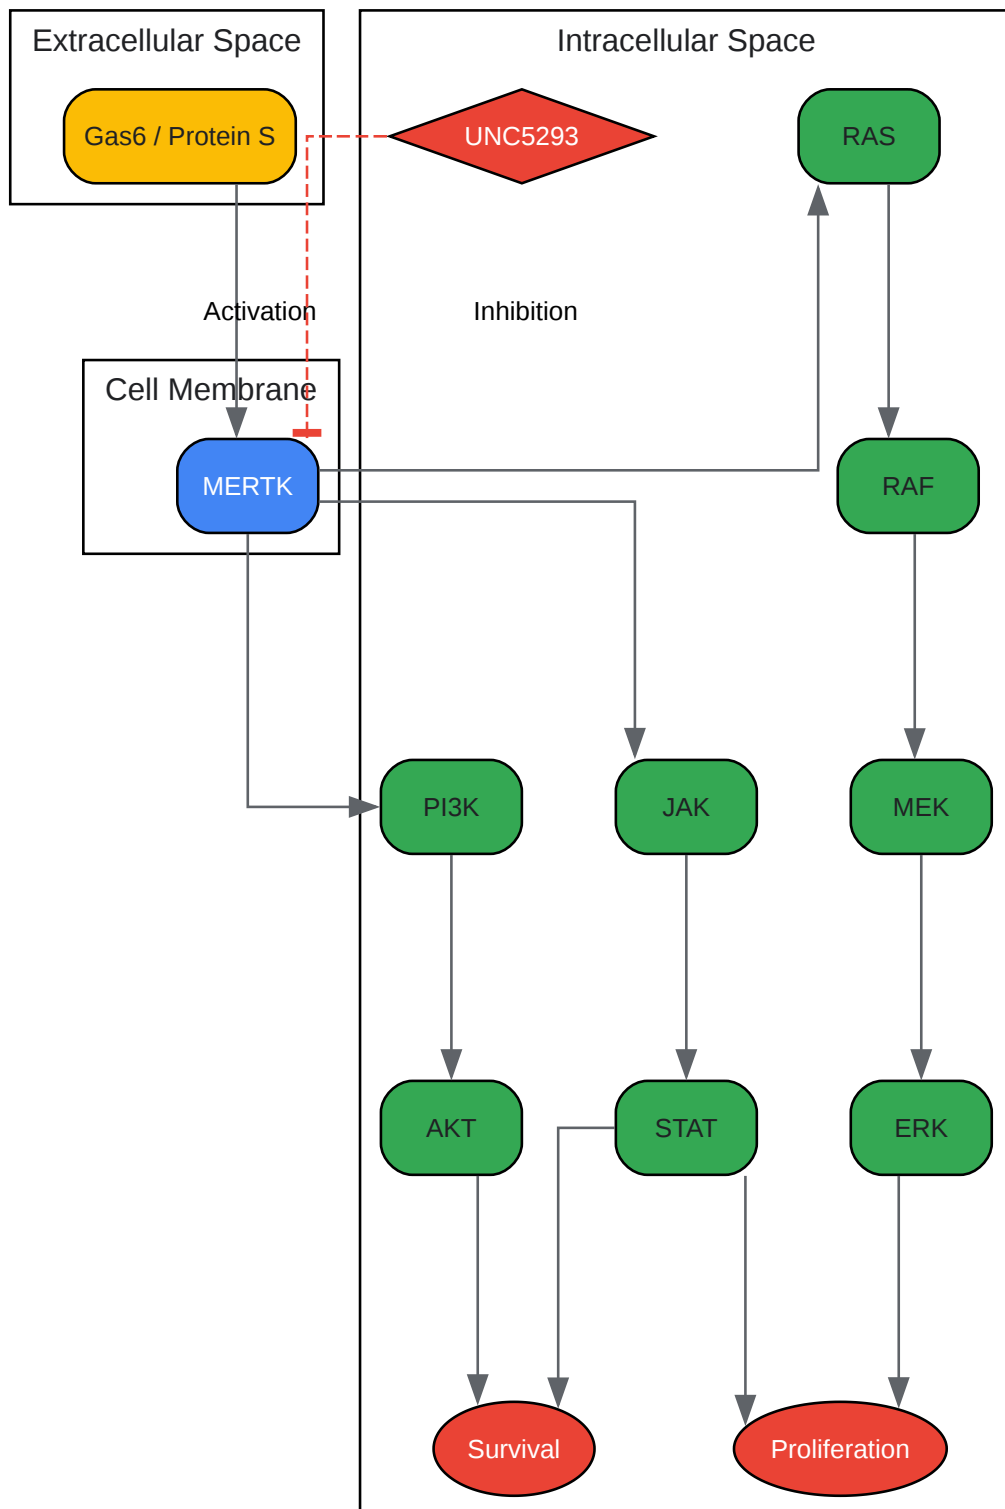 Extracellular Space
Intracellular Space
Gas6 / Protein S
UNC5293
RAS
Activation
Inhibition
Cell Membrane
MERTK
RAF
PI3K
JAK
MEK
AKT
STAT
ERK
Survival
Proliferation